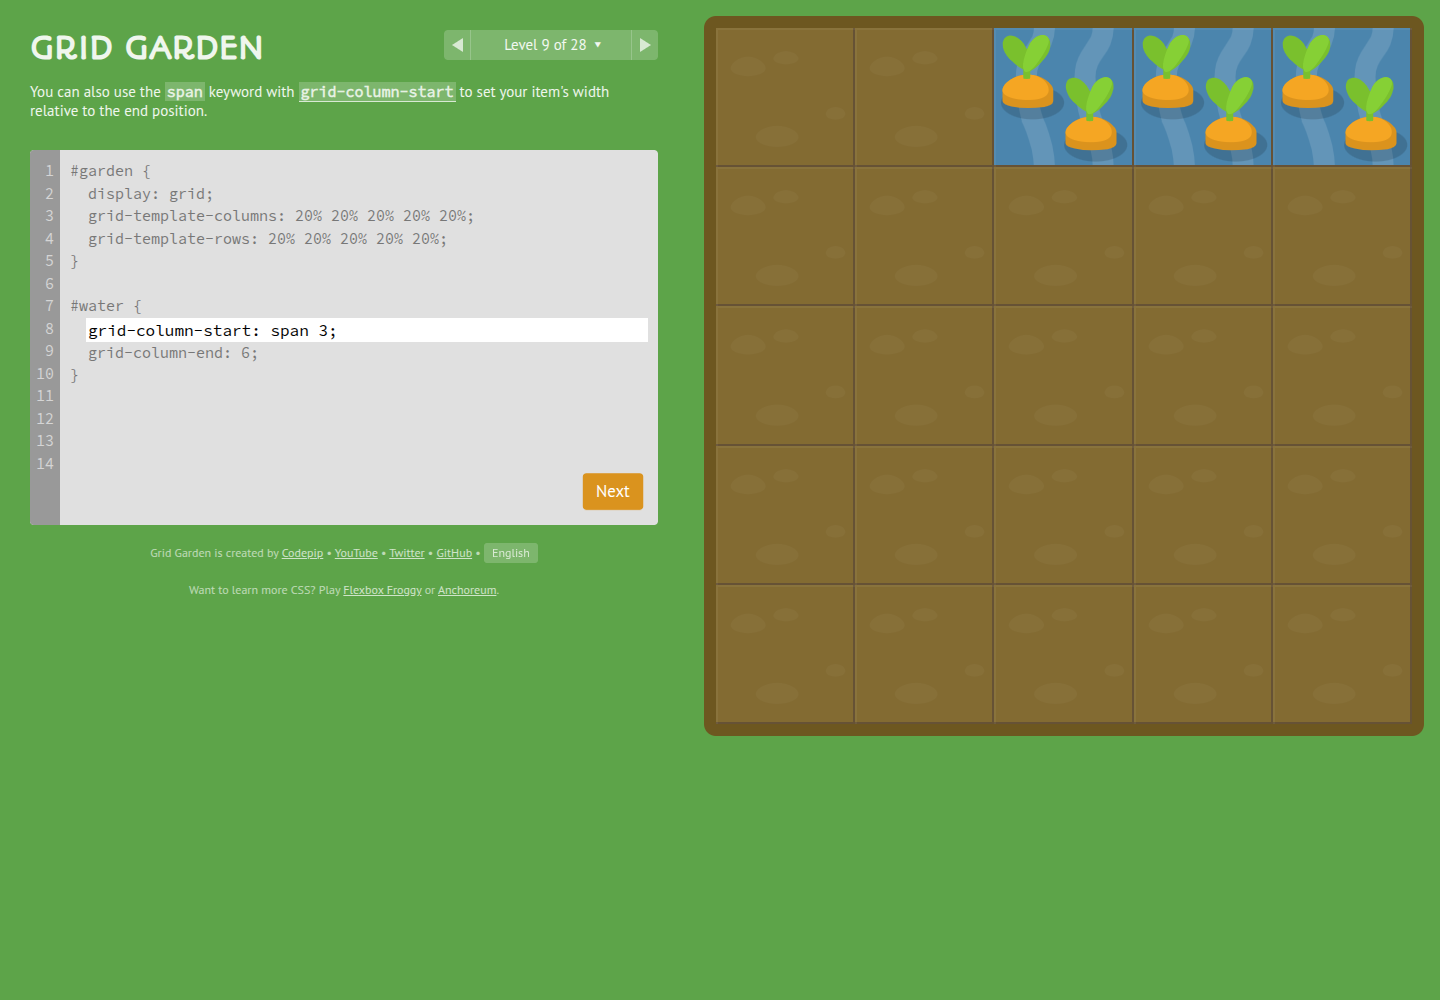 GRID GARDEN
Level 9 of 28 ▼
You can also use the span keyword with grid-column-start to set your item's width
relative to the end position.
1 #garden {
2 display: grid;
3 grid-template-columns: 20% 20% 20% 20% 20%;
4 grid-template-rows: 20% 20% 20% 20% 20%;
5 }
6
7 #water {
8 grid-column-start: span 3;
9 grid-column-end: 6;
10 }
11
12
13
14
Next
Grid Garden is created by Codepip • YouTube • Twitter • GitHub • English
Want to learn more CSS? Play Flexbox Froggy or Anchoreum.